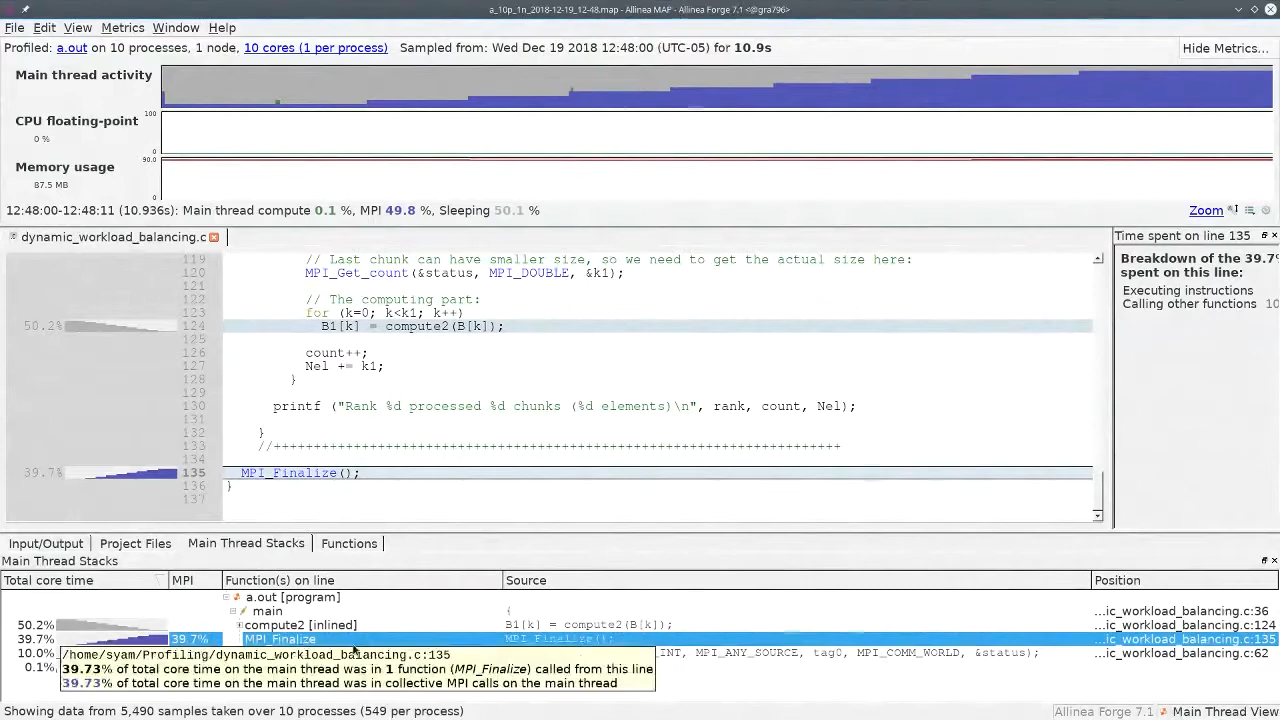 a_10p_1n_2018-12-19_12-48.map - Allinea MAP - Allinea Forge 7.1 <@gra796>
File Edit View Metrics Window Help
Profiled: a.out on 10 processes, 1 node, 10 cores (1 per process) Sampled from: Wed Dec 19 2018 12:48:00 (UTC-05) for 10.9s Hide Metrics...
Main thread activity
100
CPU floating-point
0 %
0
90.0
Memory usage
87.5 MB
0
12:48:00-12:48:11 (10.936s): Main thread compute 0.1 %, MPI 49.8 %, Sleeping 50.1 % Zoom
dynamic_workload_balancing.c Time spent on line 135
119 // Last chunk can have smaller size, so we need to get the actual size here:
120 MPI_Get_count(&status, MPI_DOUBLE, &k1);
121
122 // The computing part:
123 for (k=0; k<k1; k++)
50.2% 124 B1[k] = compute2(B[k]);
125
126 count++;
127 Nel += k1;
128 }
129
130 printf ("Rank %d processed %d chunks (%d elements)\n", rank, count, Nel);
131
132 }
133 //++++++++++++++++++++++++++++++++++++++++++++++++++++++++++++++++++++++++
134
39.7% 135 MPI_Finalize();
136 }
137
Breakdown of the 39.7%
spent on this line:
Executing instructions
Calling other functions 10
Input/Output Project Files Main Thread Stacks Functions
Main Thread Stacks
Total core time MPI Function(s) on line Source Position
a.out [program]
main { ...ic_workload_balancing.c:36
50.2% compute2 [inlined] B1[k] = compute2(B[k]); ...ic_workload_balancing.c:124
39.7% 39.7% MPI_Finalize MPI_Finalize(); ...ic_workload_balancing.c:135
10.0% _INT, MPI_ANY_SOURCE, tag0, MPI_COMM_WORLD, &status); ...ic_workload_balancing.c:62
0.1%
/home/syam/Profiling/dynamic_workload_balancing.c:135
39.73% of total core time on the main thread was in 1 function (MPI_Finalize) called from this line
39.73% of total core time on the main thread was in collective MPI calls on the main thread
Showing data from 5,490 samples taken over 10 processes (549 per process) Allinea Forge 7.1 Main Thread View